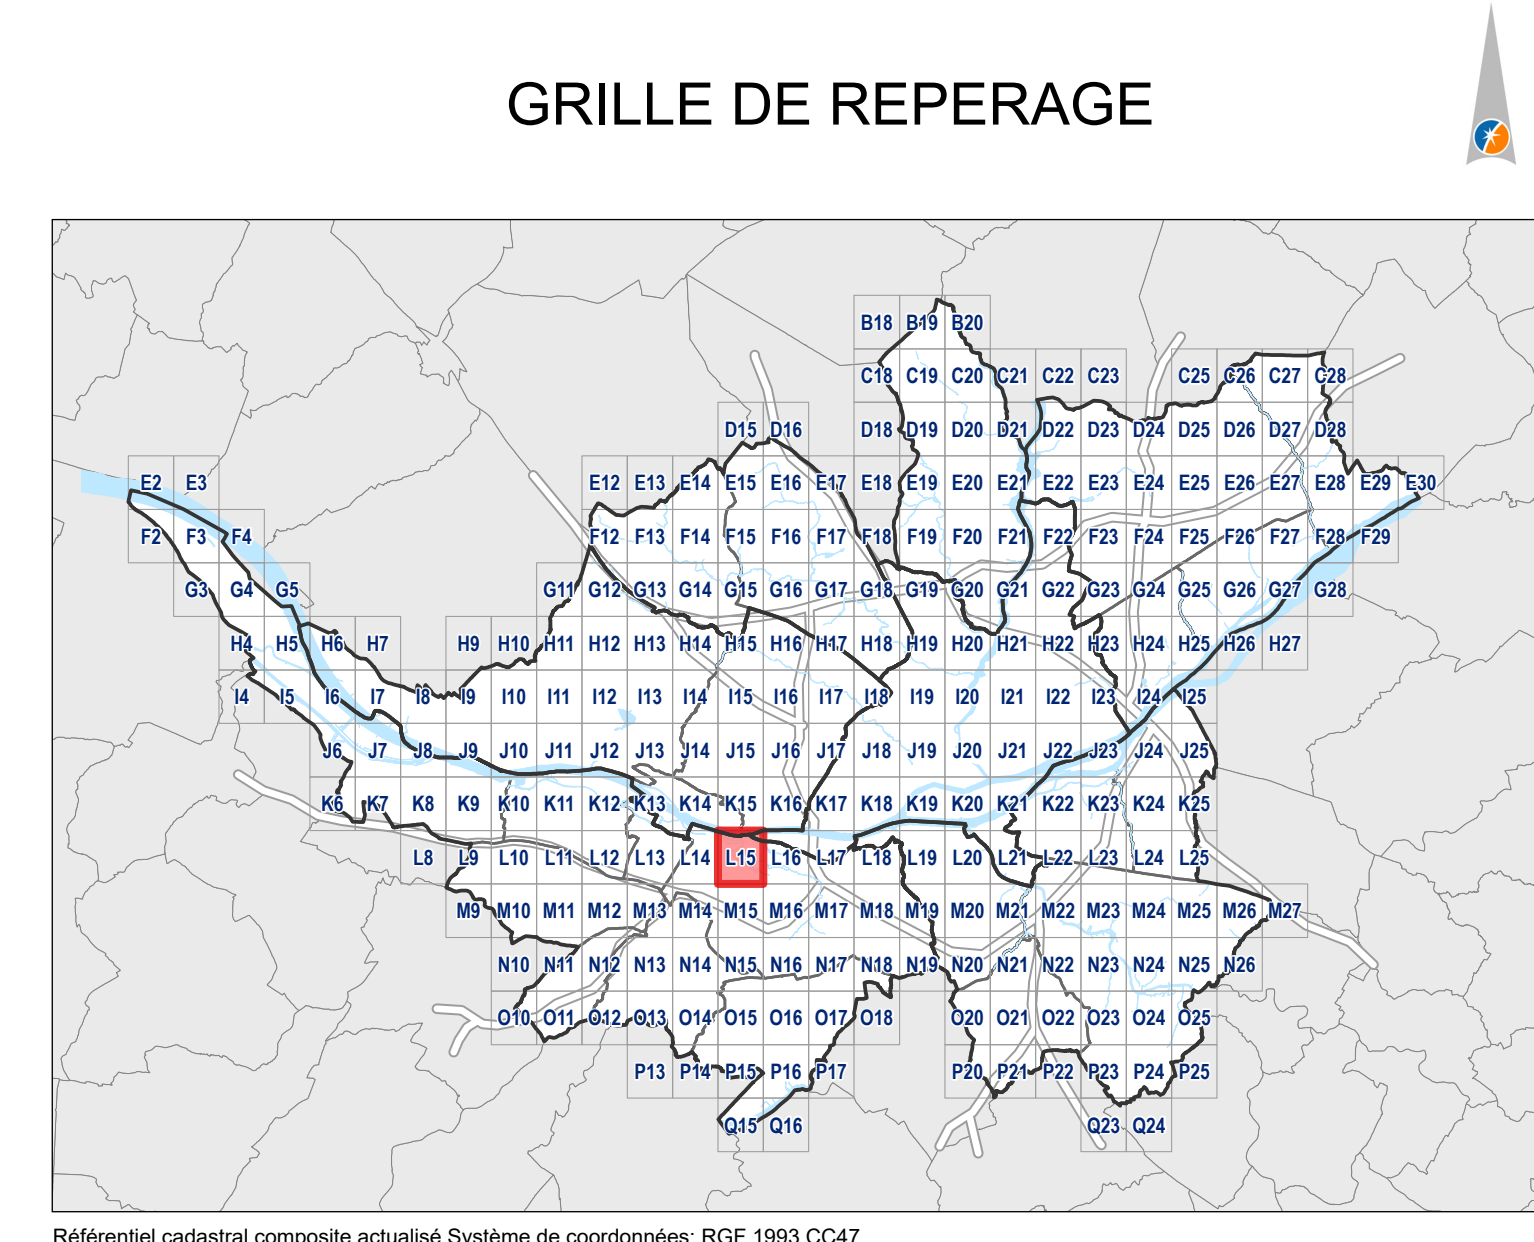 GRILLE DE REPERAGE
B18 B19 B20
C18 C19 C20 C21 C22 C23 C25 C26 C27 C28
D15 D16 D18 D19 D20 D21 D22 D23 D24 D25 D26 D27 D28
E2 E3 E12 E13 E14 E15 E16 E17 E18 E19 E20 E21 E22 E23 E24 E25 E26 E27 E28 E29 E30
F2 F3 F4 F12 F13 F14 F15 F16 F17 F18 F19 F20 F21 F22 F23 F24 F25 F26 F27 F28 F29
G3 G4 G5 G11 G12 G13 G14 G15 G16 G17 G18 G19 G20 G21 G22 G23 G24 G25 G26 G27 G28
H4 H5 H6 H7 H9 H10 H11 H12 H13 H14 H15 H16 H17 H18 H19 H20 H21 H22 H23 H24 H25 H26 H27
I4 I5 I6 I7 I8 I9 I10 I11 I12 I13 I14 I15 I16 I17 I18 I19 I20 I21 I22 I23 I24 I25
J6 J7 J8 J9 J10 J11 J12 J13 J14 J15 J16 J17 J18 J19 J20 J21 J22 J23 J24 J25
K6 K7 K8 K9 K10 K11 K12 K13 K14 K15 K16 K17 K18 K19 K20 K21 K22 K23 K24 K25
L8 L9 L10 L11 L12 L13 L14 L15 L16 L17 L18 L19 L20 L21 L22 L23 L24 L25
M9 M10 M11 M12 M13 M14 M15 M16 M17 M18 M19 M20 M21 M22 M23 M24 M25 M26 M27
N10 N11 N12 N13 N14 N15 N16 N17 N18 N19 N20 N21 N22 N23 N24 N25 N26
O10 O11 O12 O13 O14 O15 O16 O17 O18 O20 O21 O22 O23 O24 O25
P13 P14 P15 P16 P17 P20 P21 P22 P23 P24 P25
Q15 Q16 Q23 Q24
Référentiel cadastral composite actualisé Système de coordonnées: RGF 1993 CC47